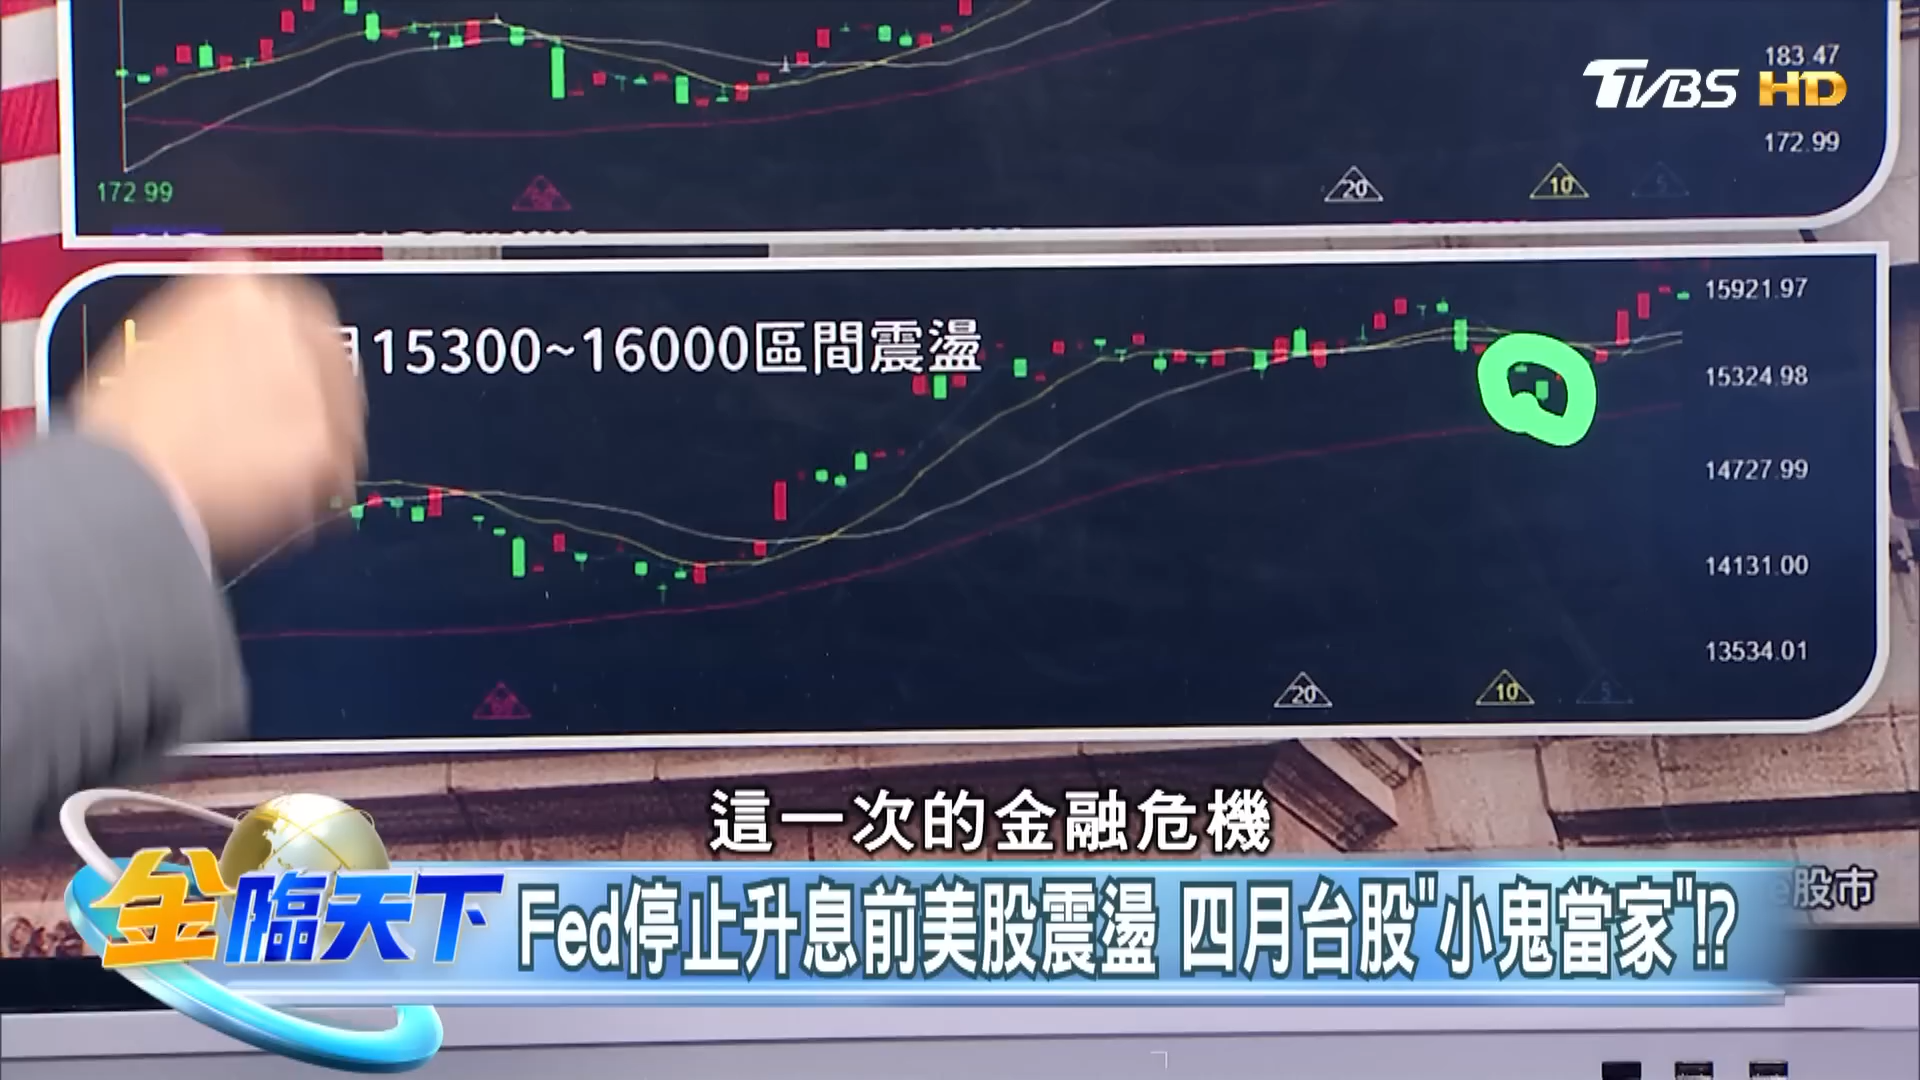 183.47
TVBS HD
172.99
172.99
20
10
5
月15300~16000區間震盪
15921.97
15324.98
14727.99
14131.00
13534.01
60
20
10
5
這一次的金融危機
金臨天下
Fed停止升息前美股震盪 四月台股"小鬼當家"!?
e股市